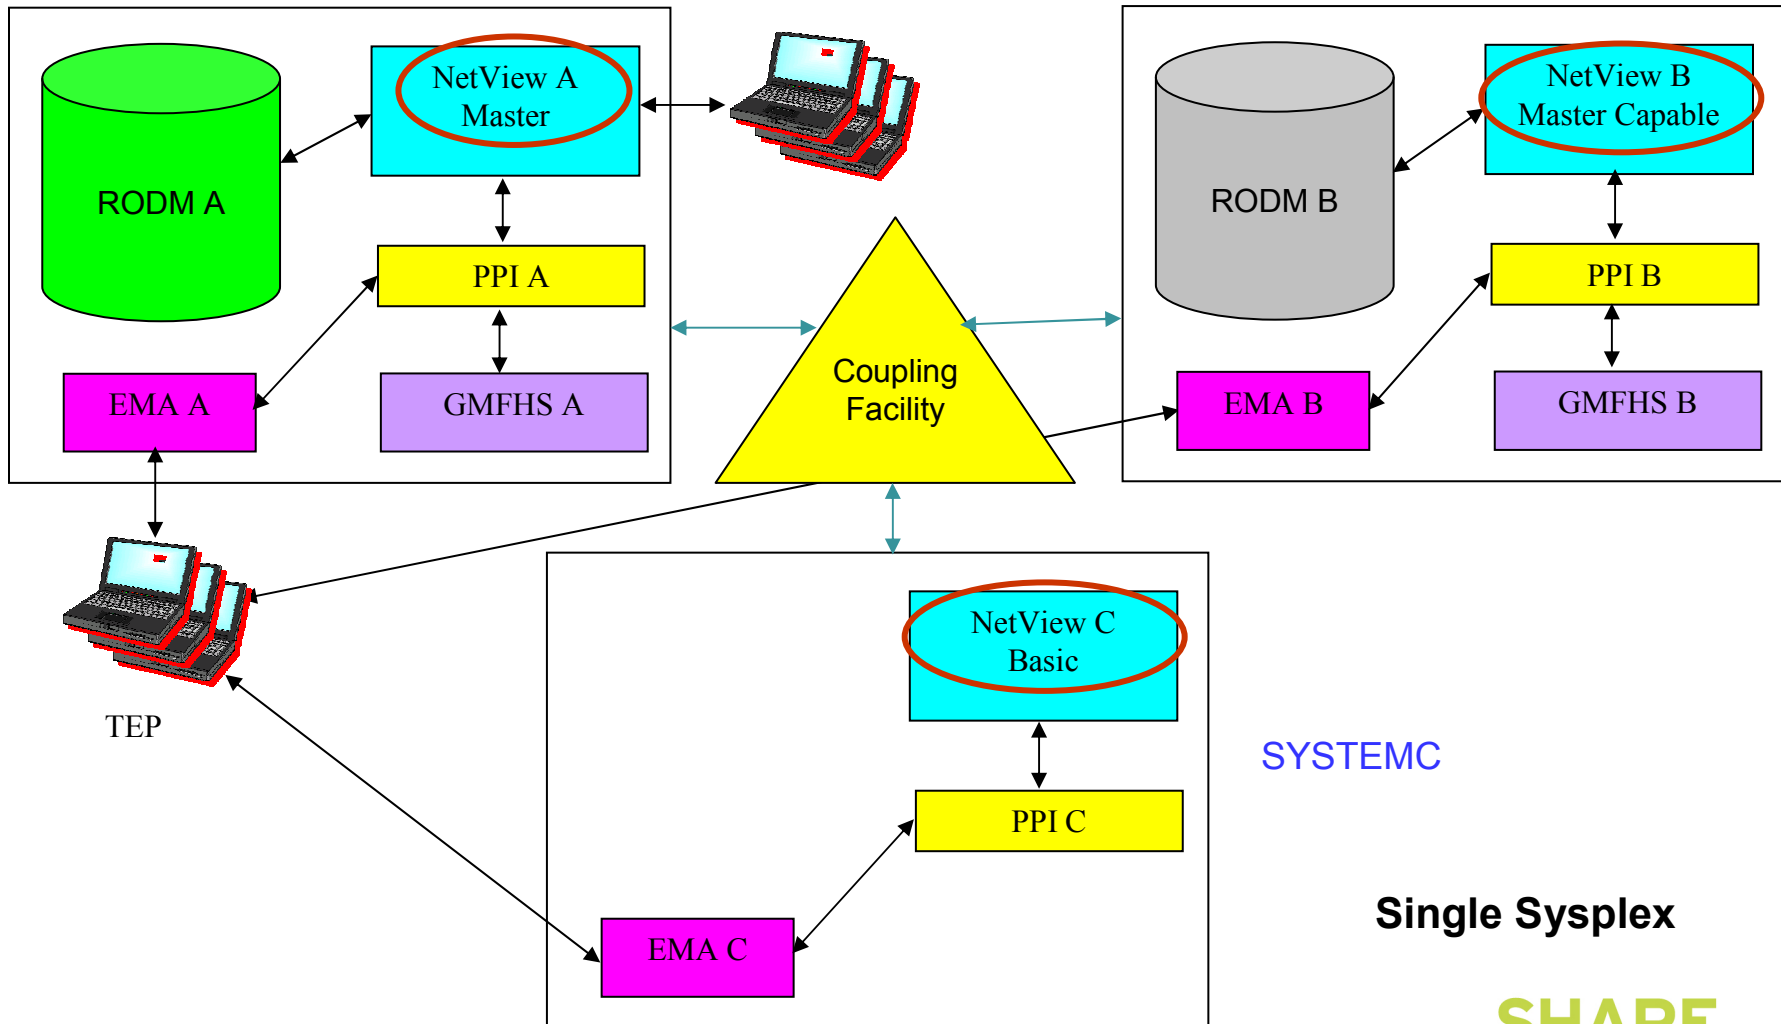 NetView A
Master
RODM A
PPI A
EMA A
GMFHS A
NetView B
Master Capable
RODM B
PPI B
EMA B
GMFHS B
Coupling
Facility
TEP
NetView C
Basic
PPI C
EMA C
SYSTEMC
Single Sysplex
SHARE